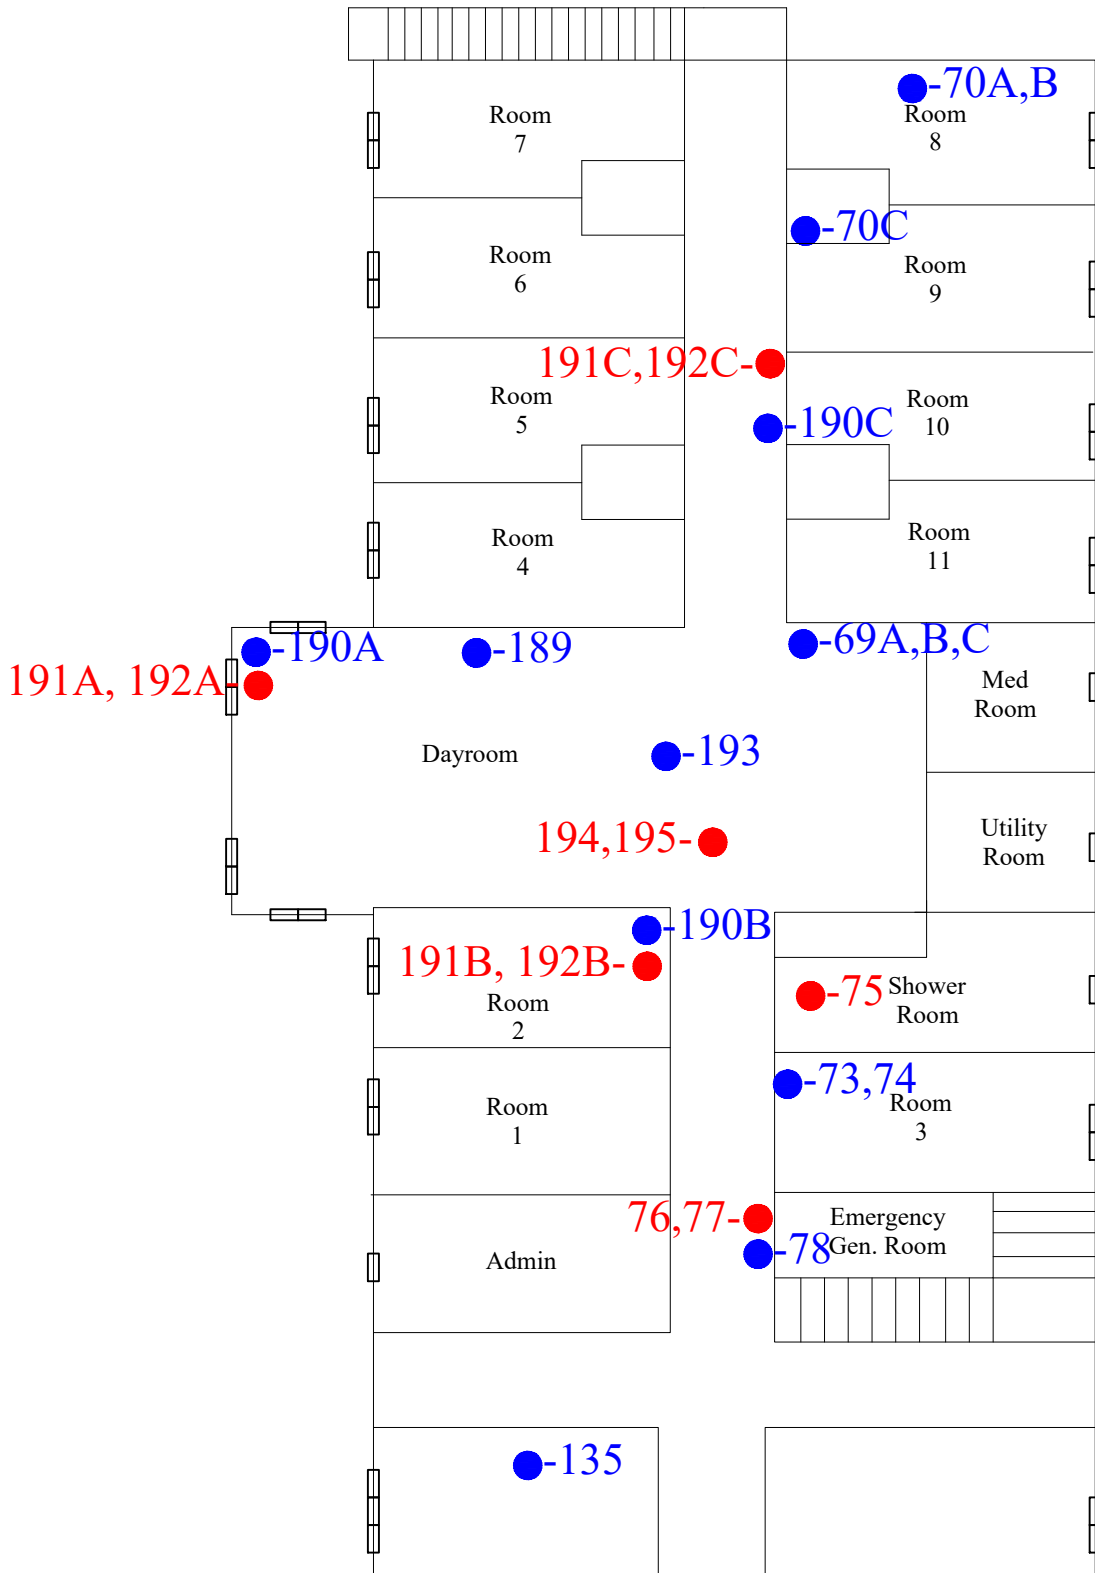 -70A,B
Room
7
Room
8
-70C
Room
6
Room
9
191C,192C-
Room
5
Room
10
-190C
Room
4
Room
11
-190A
-189
-69A,B,C
191A, 192A-
Med
Room
Dayroom
-193
194,195-
Utility
Room
-190B
191B, 192B-
Room
2
-75
Shower
Room
-73,74
Room
1
Room
3
76,77-
Emergency
Gen. Room
-78
Admin
-135